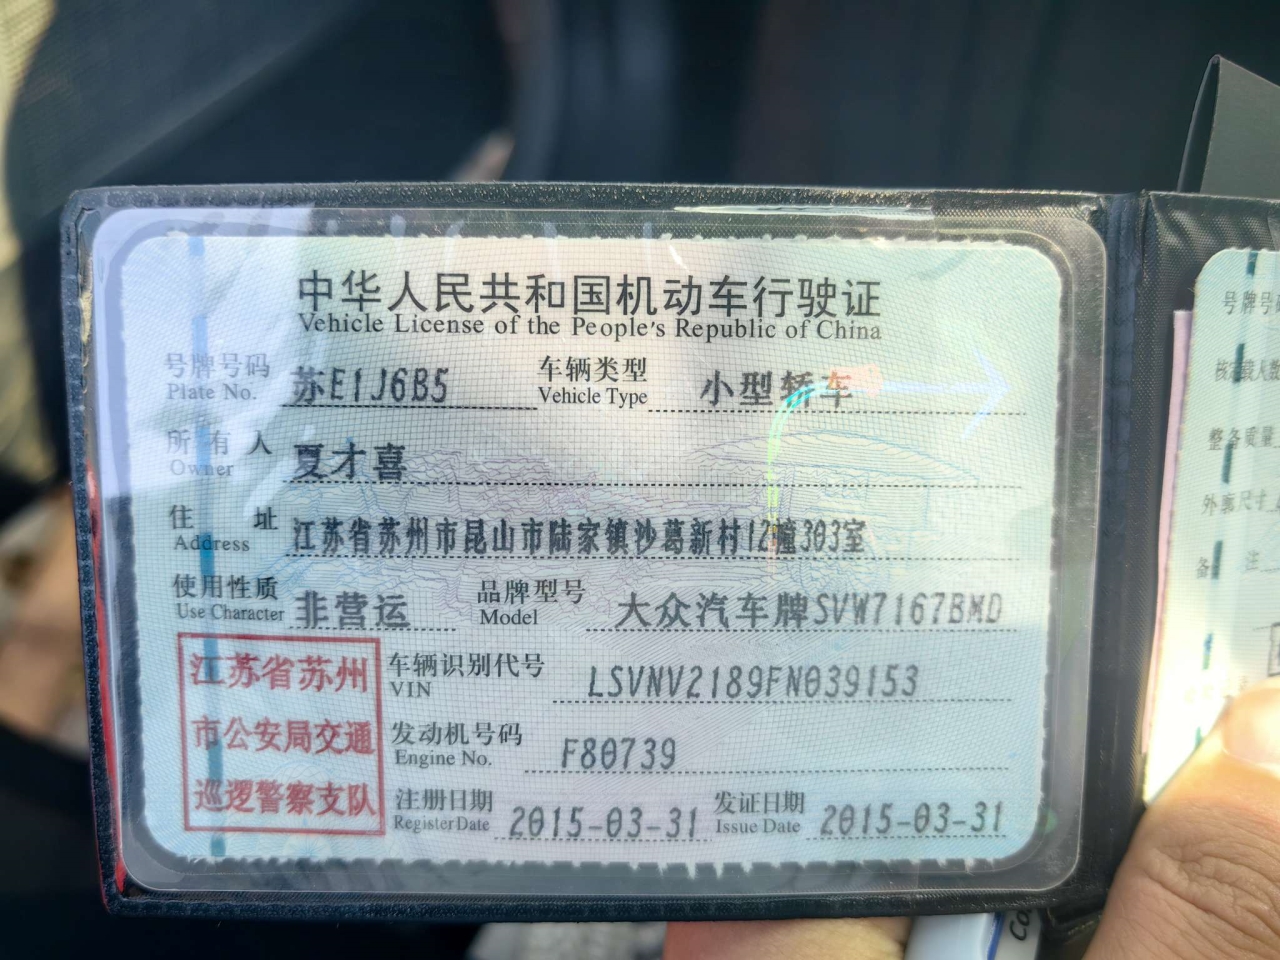 中华人民共和国机动车行驶证
Vehicle License of the People's Republic of China
号牌号码 苏E1J6B5 车辆类型 小型轿车
Plate No. Vehicle Type
所有人 夏才喜
Owner
住址 江苏省苏州市昆山市陆家镇沙葛新村12幢303室
Address
使用性质 非营运 品牌型号 大众汽车牌SVW7167BMD
Use Character Model
江苏省苏州
市公安局交通
巡逻警察支队
车辆识别代号 LSVNV2189FN039153
VIN
发动机号码 F80739
Engine No.
注册日期 2015-03-31 发证日期 2015-03-31
Register Date Issue Date
号牌号
核定载人数
整备质量
外廓尺寸
备注